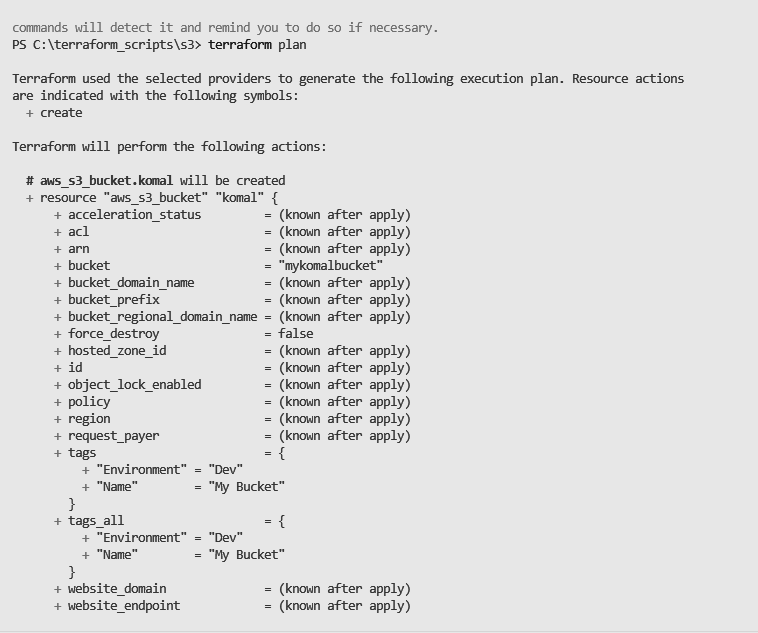 commands will detect it and remind you to do so if necessary.
PS C:\terraform_scripts\s3> terraform plan
Terraform used the selected providers to generate the following execution plan. Resource actions
are indicated with the following symbols:
  + create
Terraform will perform the following actions:
  # aws_s3_bucket.komal will be created
  + resource "aws_s3_bucket" "komal" {
      + acceleration_status         = (known after apply)
      + acl                         = (known after apply)
      + arn                         = (known after apply)
      + bucket                      = "mykomalbucket"
      + bucket_domain_name          = (known after apply)
      + bucket_prefix               = (known after apply)
      + bucket_regional_domain_name = (known after apply)
      + force_destroy               = false
      + hosted_zone_id              = (known after apply)
      + id                          = (known after apply)
      + object_lock_enabled         = (known after apply)
      + policy                      = (known after apply)
      + region                      = (known after apply)
      + request_payer               = (known after apply)
      + tags                        = {
          + "Environment" = "Dev"
          + "Name"        = "My Bucket"
        }
      + tags_all                    = {
          + "Environment" = "Dev"
          + "Name"        = "My Bucket"
        }
      + website_domain              = (known after apply)
      + website_endpoint            = (known after apply)